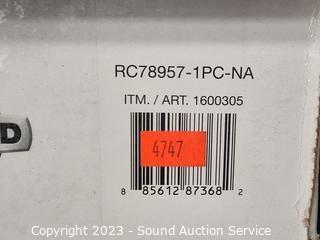 RC78957-1PC-NA
ITM. / ART. 1600305
4747
8 85612 87368 2
D
Copyright 2023 - Sound Auction Service